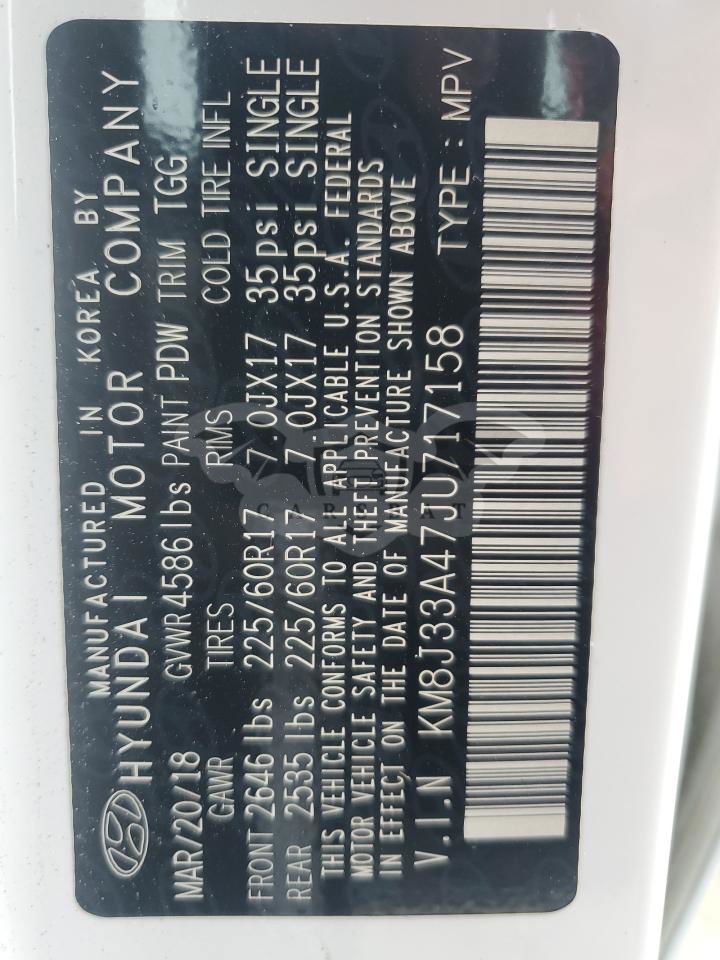 MANUFACTURED IN KOREA BY
HYUNDAI MOTOR COMPANY
MAR/20/18 GVWR 4586 lbs PAINT PDW TRIM TGG
GAWR TIRES RIMS COLD TIRE INFL
FRONT 2646 lbs 225/60R17 7.0JX17 35psi SINGLE
REAR 2535 lbs 225/60R17 7.0JX17 35psi SINGLE
THIS VEHICLE CONFORMS TO ALL APPLICABLE U.S.A. FEDERAL
MOTOR VEHICLE SAFETY AND THEFT PREVENTION STANDARDS
IN EFFECT ON THE DATE OF MANUFACTURE SHOWN ABOVE
V.I.N KM8J33A47JU717158 TYPE : MPV
CARSFAT